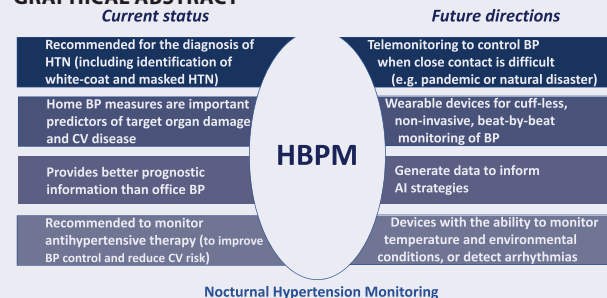 GRAPHICAL ABSTRACT
Current status
Recommended for the diagnosis of
HTN (including identification of
white-coat and masked HTN)
Home BP measures are important
predictors of target organ damage
and CV disease
Provides better prognostic
information than office BP
Recommended to monitor
antihypertensive therapy (to improve
BP control and reduce CV risk)
HBPM
Future directions
Telemonitoring to control BP
when close contact is difficult
(e.g. pandemic or natural disaster)
Wearable devices for cuff-less,
non-invasive, beat-by-beat
monitoring of BP
Generate data to inform
AI strategies
Devices with the ability to monitor
temperature and environmental
conditions, or detect arrhythmias
Nocturnal Hypertension Monitoring